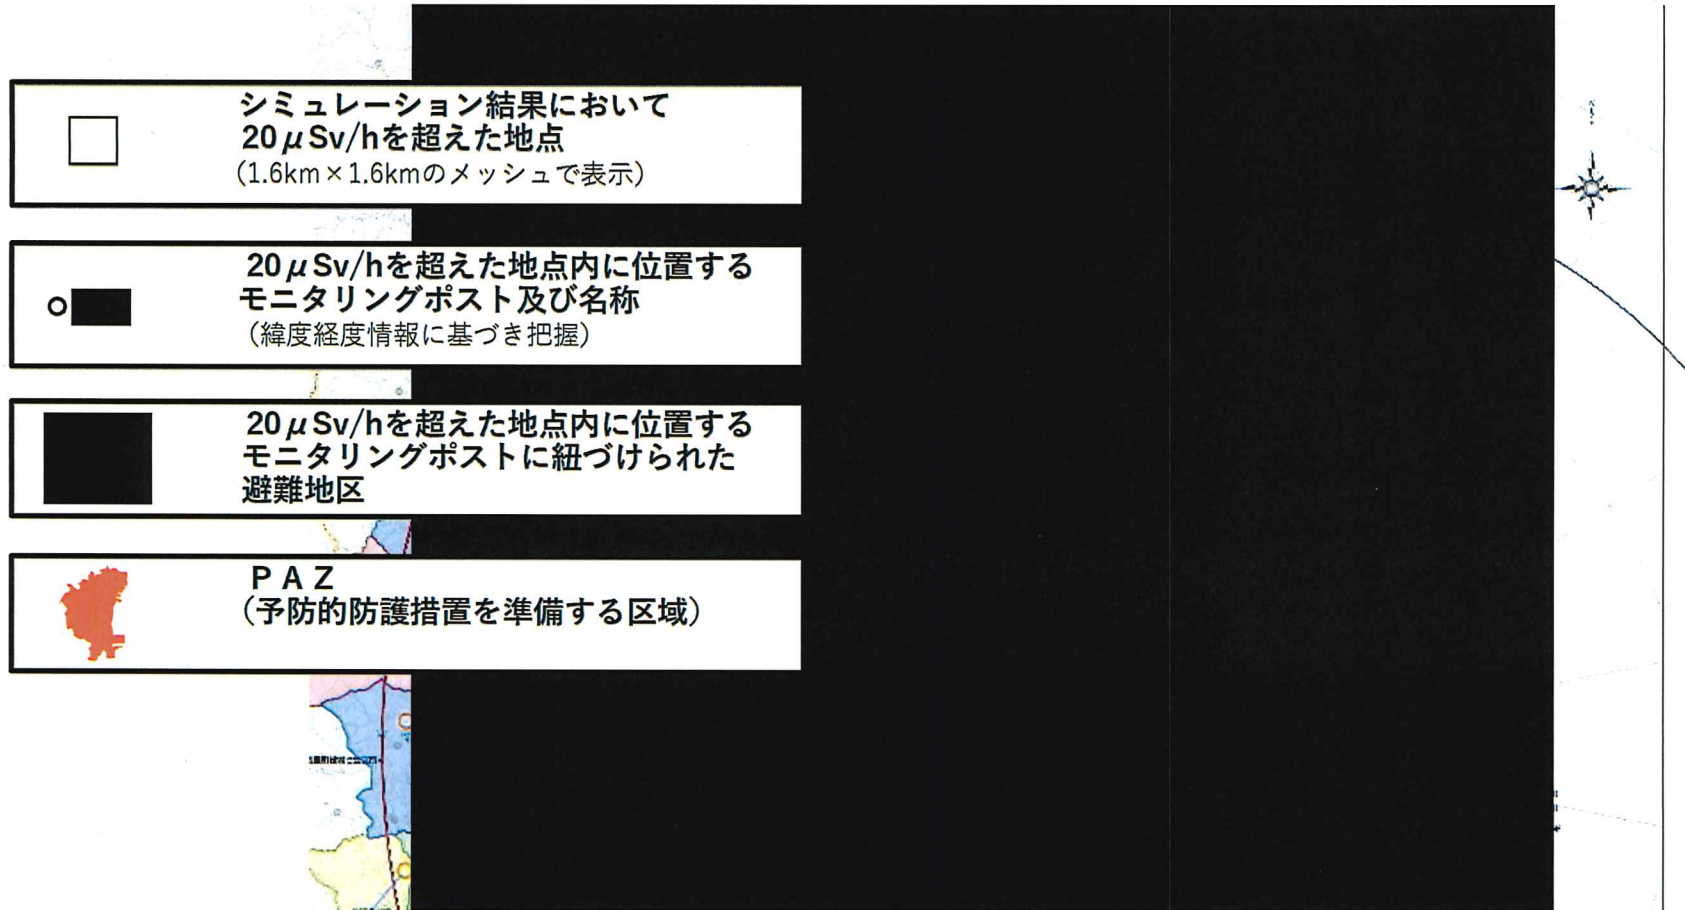 シミュレーション結果において
20μSv/hを超えた地点
（1.6km×1.6kmのメッシュで表示）
20μSv/hを超えた地点内に位置する
モニタリングポスト及び名称
（緯度経度情報に基づき把握）
20μSv/hを超えた地点内に位置する
モニタリングポストに紐づけられた
避難地区
ＰＡＺ
（予防的防護措置を準備する区域）